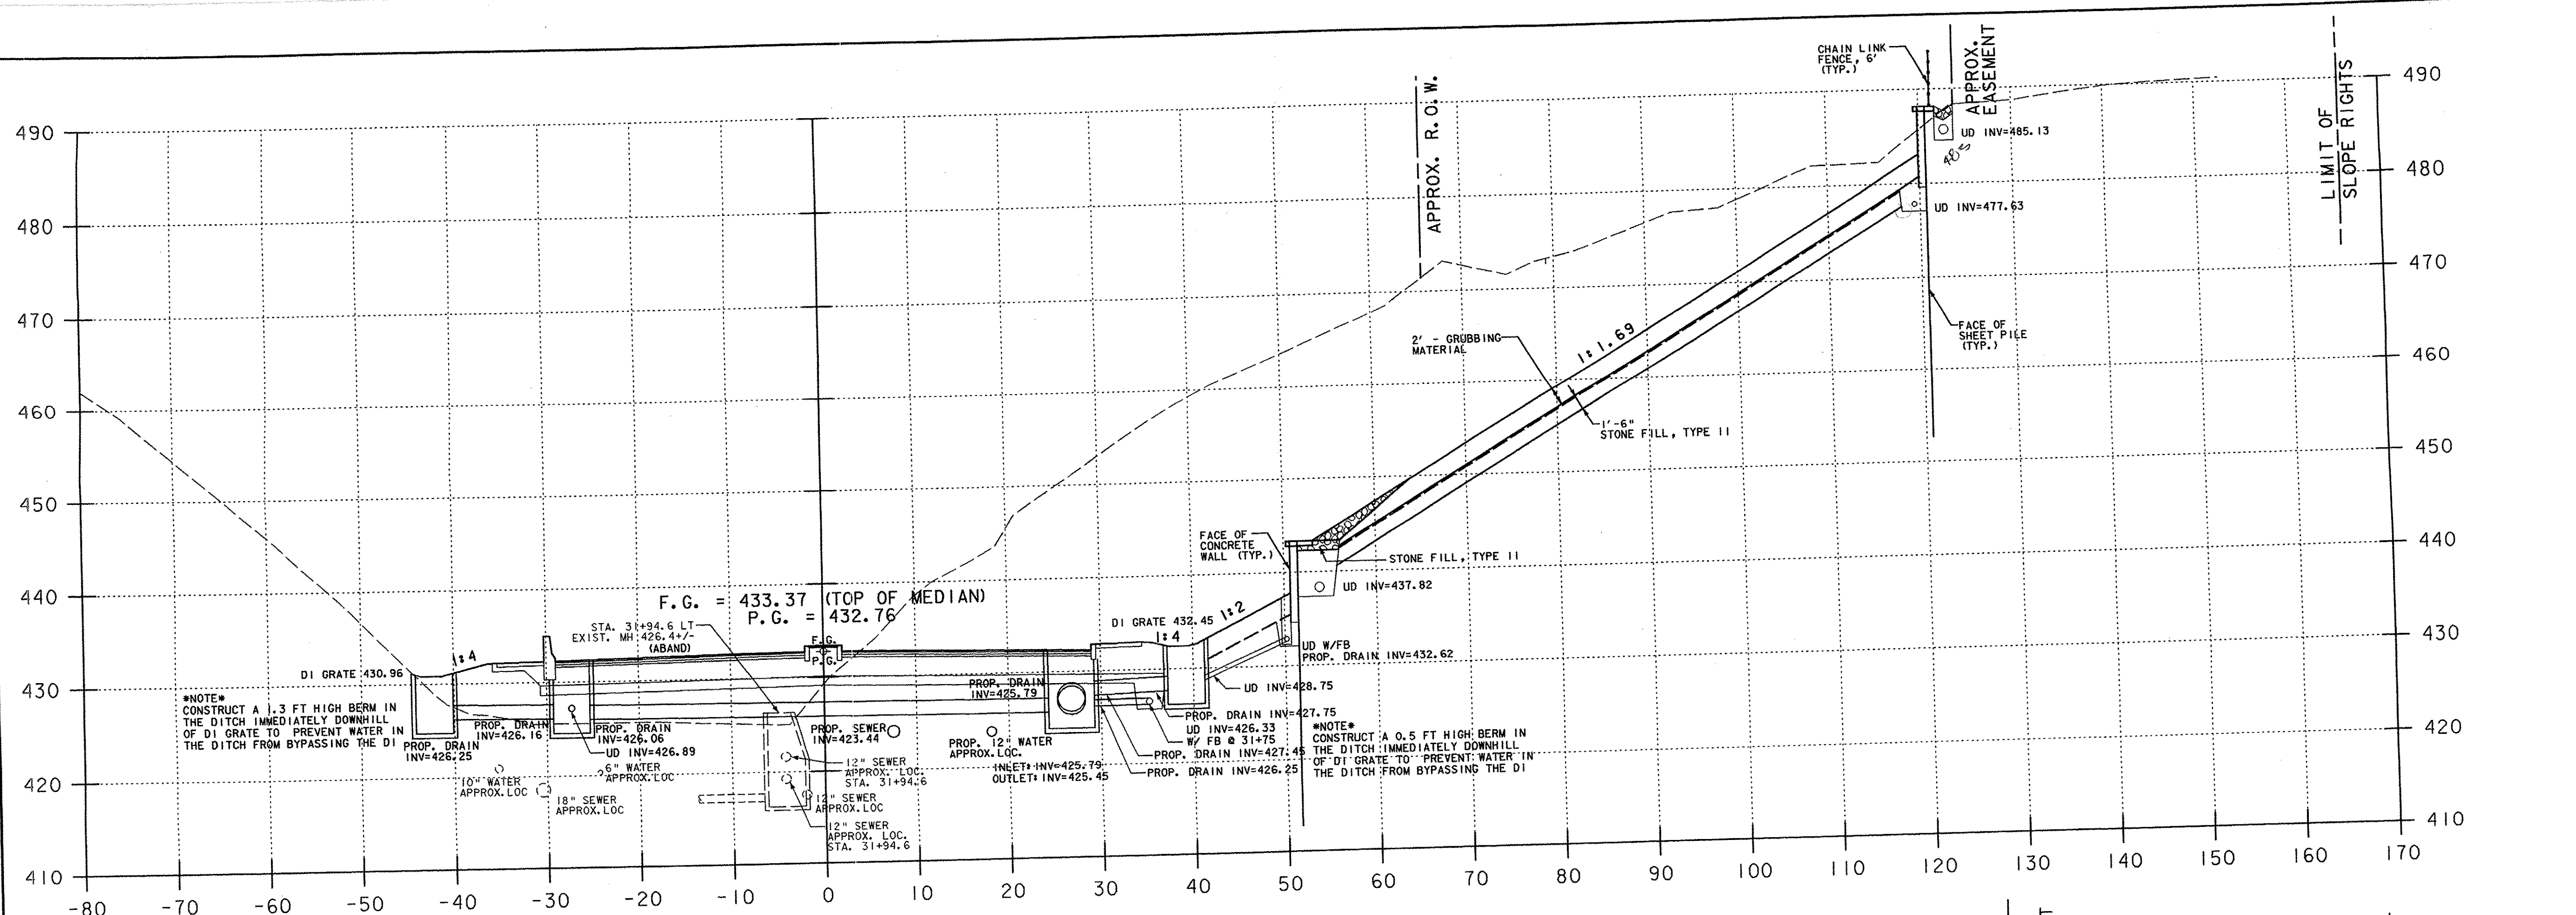 CHAIN LINK
FENCE, 6'
(TYP.)
APPROX.
EASEMENT
APPROX. R.O.W.
LIMIT OF
SLOPE RIGHTS
UD INV=485.13
UD INV=477.63
FACE OF
SHEET PILE
(TYP.)
2' - GRUBBING
MATERIAL
1:1.69
1'-6"
STONE FILL, TYPE II
FACE OF
CONCRETE
WALL (TYP.)
STONE FILL, TYPE II
UD INV=437.82
F.G. = 433.37 (TOP OF MEDIAN)
P.G. = 432.76
STA. 31+94.6 LT
EXIST. MH 426.4+/-
(ABAND)
F.G.
P.G.
DI GRATE 432.45
1:4
1:2
UD W/FB
PROP. DRAIN INV=432.62
UD INV=428.75
DI GRATE 430.96
1:4
*NOTE*
CONSTRUCT A 1.3 FT HIGH BERM IN
THE DITCH IMMEDIATELY DOWNHILL
OF DI GRATE TO PREVENT WATER IN
THE DITCH FROM BYPASSING THE DI
PROP. DRAIN
INV=426.25
PROP. DRAIN
INV=426.16
PROP. DRAIN
INV=426.06
UD INV=426.89
6" WATER
APPROX.LOC
10" WATER
APPROX.LOC
18" SEWER
APPROX.LOC
PROP. SEWER
INV=423.44
12" SEWER
APPROX. LOC.
STA. 31+94.6
12" SEWER
APPROX.LOC
12" SEWER
APPROX. LOC.
STA. 31+94.6
PROP. DRAIN
INV=425.79
PROP. 12" WATER
APPROX.LOC.
INLET: INV=425.79
OUTLET: INV=425.45
PROP. DRAIN INV=427.75
UD INV=426.33
W/ FB @ 31+75
PROP. DRAIN INV=427.45
PROP. DRAIN INV=426.25
*NOTE*
CONSTRUCT A 0.5 FT HIGH BERM IN
THE DITCH IMMEDIATELY DOWNHILL
OF DI GRATE TO PREVENT WATER IN
THE DITCH FROM BYPASSING THE DI
490
480
470
460
450
440
430
420
410
490
480
470
460
450
440
430
420
410
-80 -70 -60 -50 -40 -30 -20 -10 0 10 20 30 40 50 60 70 80 90 100 110 120 130 140 150 160 170